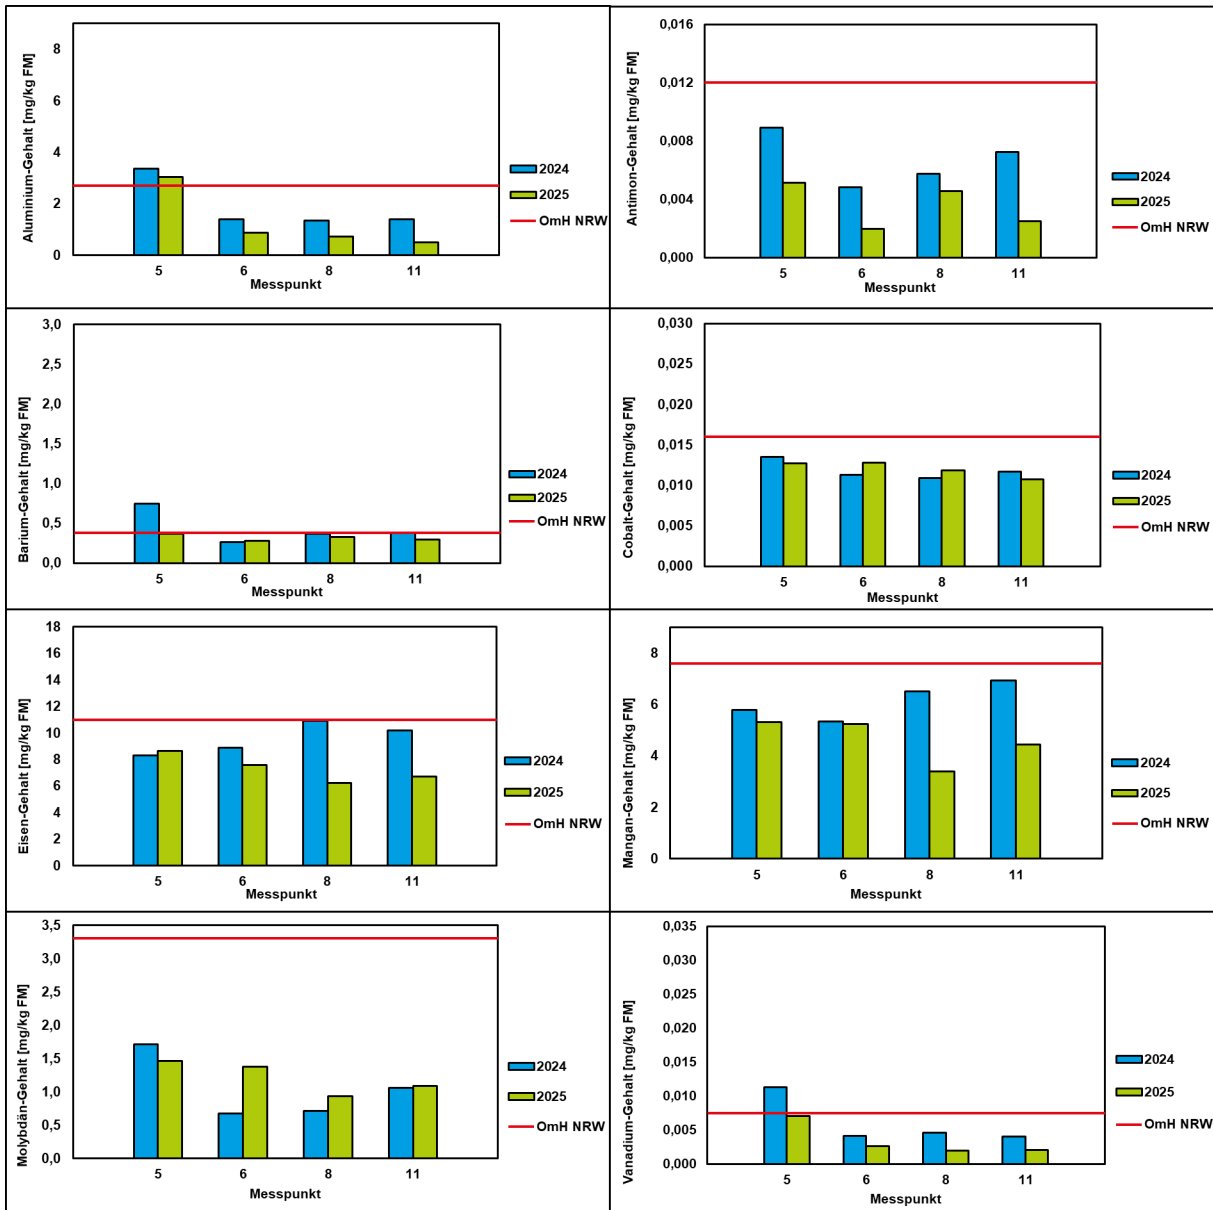 Aluminium-Gehalt [mg/kg FM]
8
6
4
2
0
5 6 8 11
Messpunkt
2024
2025
OmH NRW
Antimon-Gehalt [mg/kg FM]
0,016
0,012
0,008
0,004
0,000
5 6 8 11
Messpunkt
2024
2025
OmH NRW
Barium-Gehalt [mg/kg FM]
3,0
2,5
2,0
1,5
1,0
0,5
0,0
5 6 8 11
Messpunkt
2024
2025
OmH NRW
Cobalt-Gehalt [mg/kg FM]
0,030
0,025
0,020
0,015
0,010
0,005
0,000
5 6 8 11
Messpunkt
2024
2025
OmH NRW
Eisen-Gehalt [mg/kg FM]
18
16
14
12
10
8
6
4
2
0
5 6 8 11
Messpunkt
2024
2025
OmH NRW
Mangan-Gehalt [mg/kg FM]
8
6
4
2
0
5 6 8 11
Messpunkt
2024
2025
OmH NRW
Molybdän-Gehalt [mg/kg FM]
3,5
3,0
2,5
2,0
1,5
1,0
0,5
0,0
5 6 8 11
Messpunkt
2024
2025
OmH NRW
Vanadium-Gehalt [mg/kg FM]
0,035
0,030
0,025
0,020
0,015
0,010
0,005
0,000
5 6 8 11
Messpunkt
2024
2025
OmH NRW